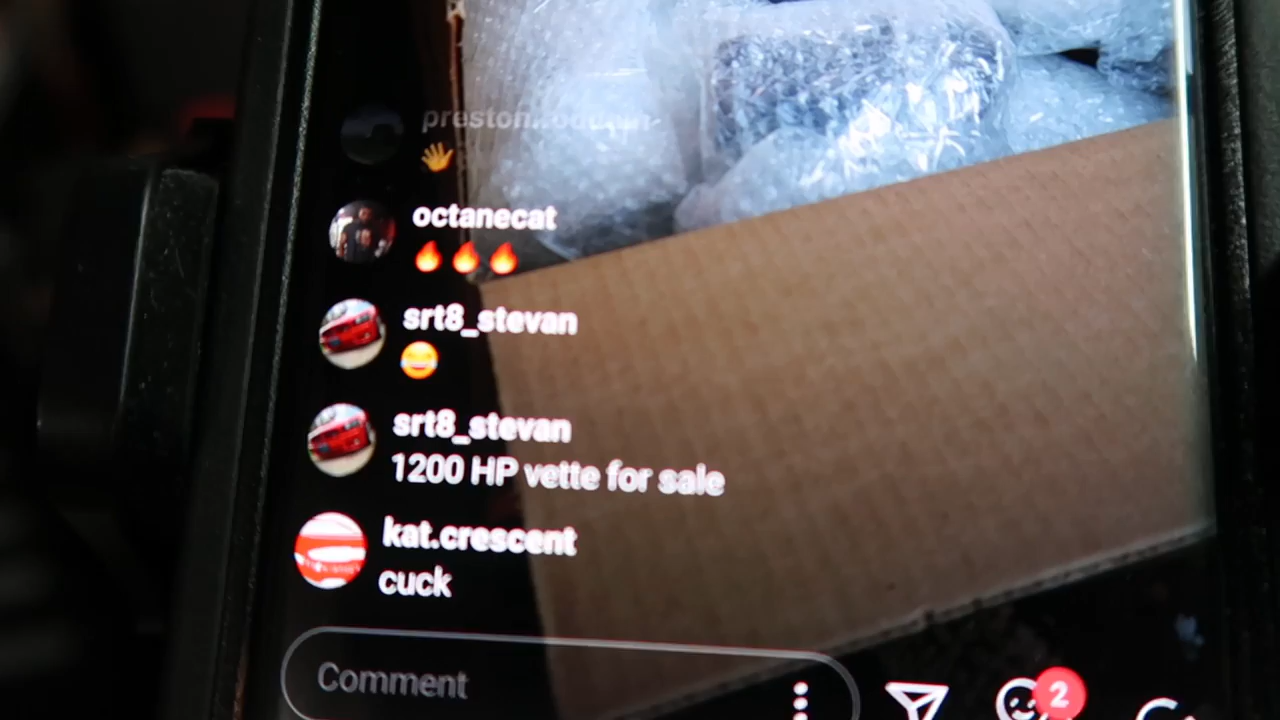 octanecat
srt8_stevan
srt8_stevan
1200 HP vette for sale
kat.crescent
cuck
Comment
2